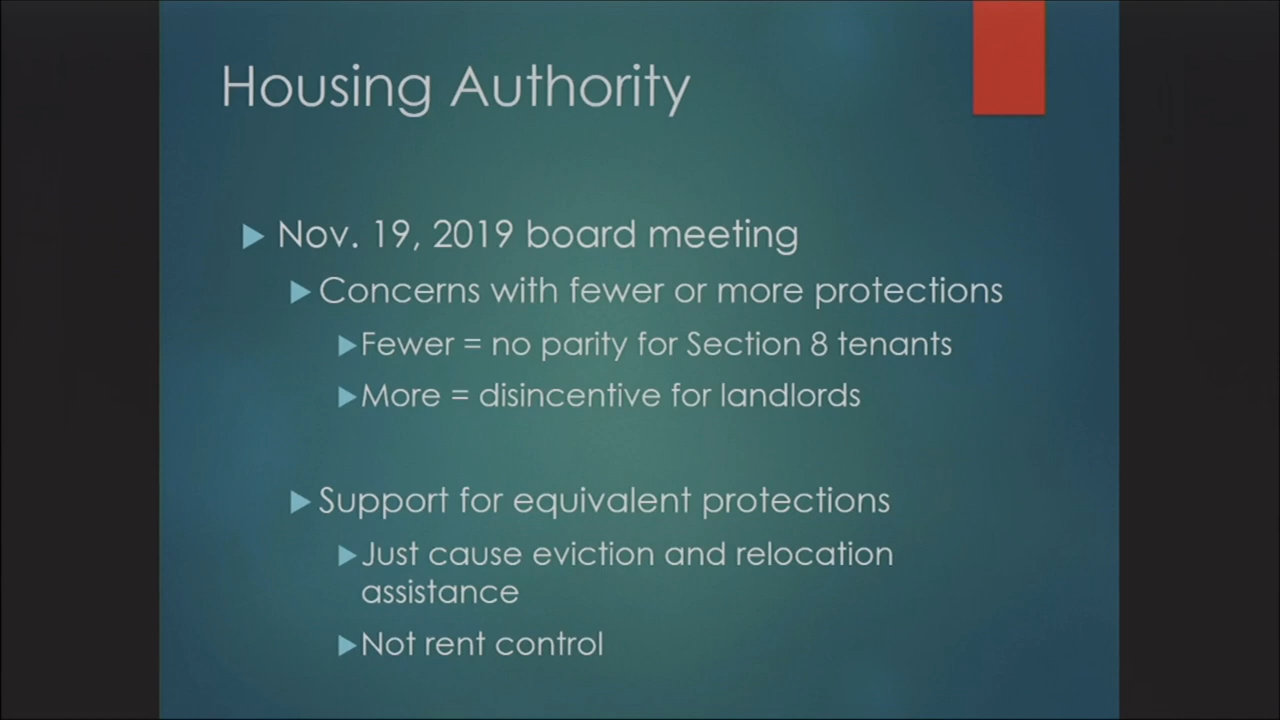 Housing Authority
Nov. 19, 2019 board meeting
Concerns with fewer or more protections
Fewer = no parity for Section 8 tenants
More = disincentive for landlords
Support for equivalent protections
Just cause eviction and relocation
assistance
Not rent control